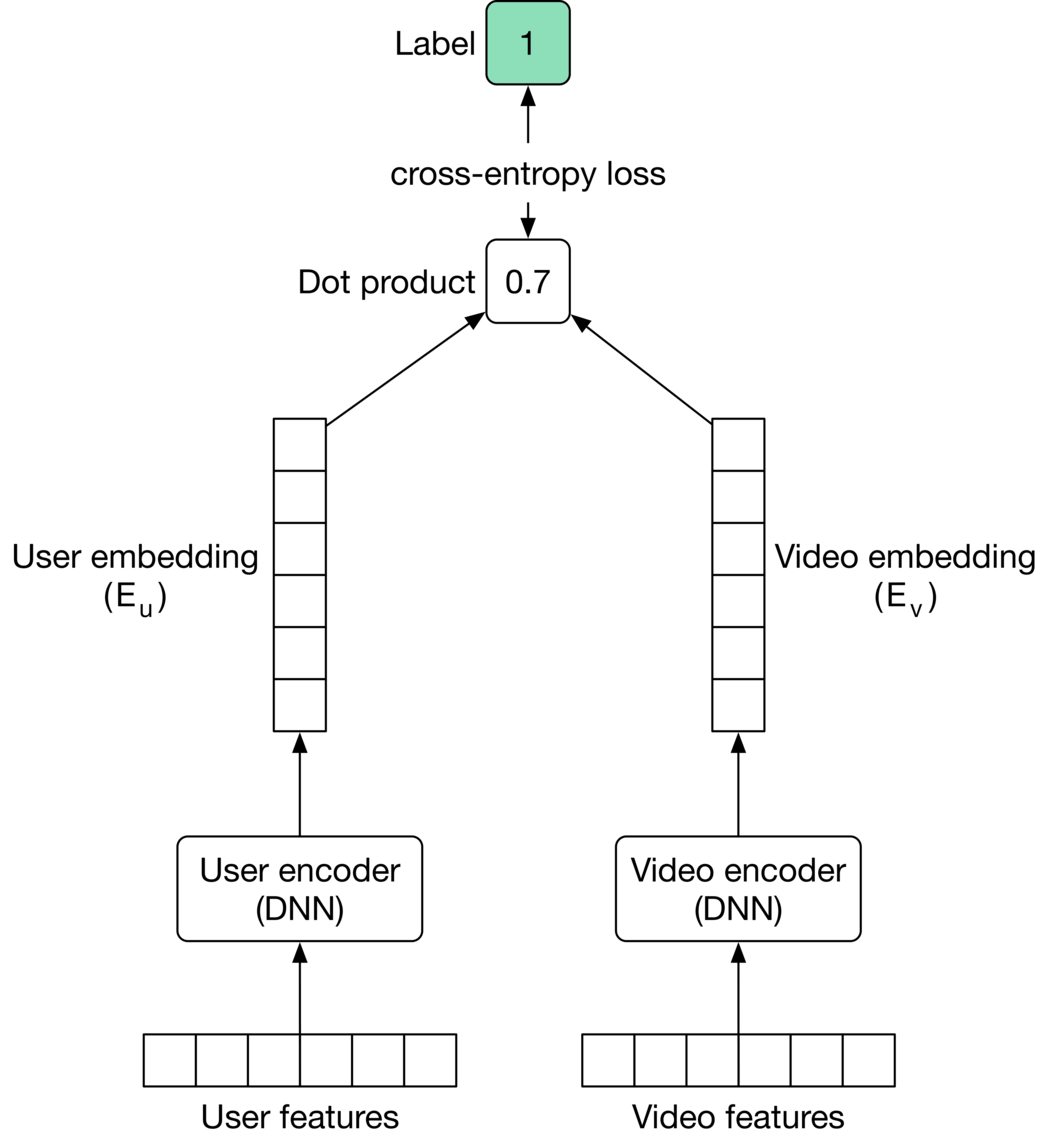 Label 1
cross-entropy loss
Dot product 0.7
User embedding
(E_u)
Video embedding
(E_v)
User encoder
(DNN)
Video encoder
(DNN)
User features
Video features